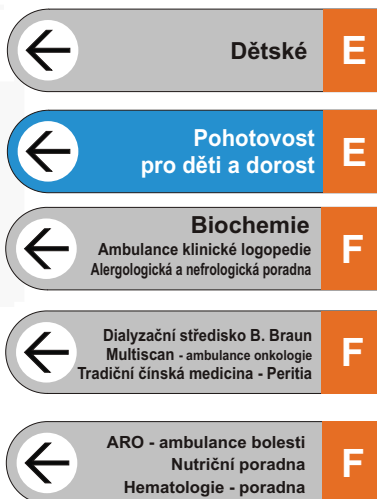 Dětské E
Pohotovost
pro děti a dorost E
Biochemie
Ambulance klinické logopedie F
Alergologická a nefrologická poradna
Dialyzační středisko B. Braun
Multiscan - ambulance onkologie F
Tradiční čínská medicina - Peritia
ARO - ambulance bolesti
Nutriční poradna F
Hematologie - poradna